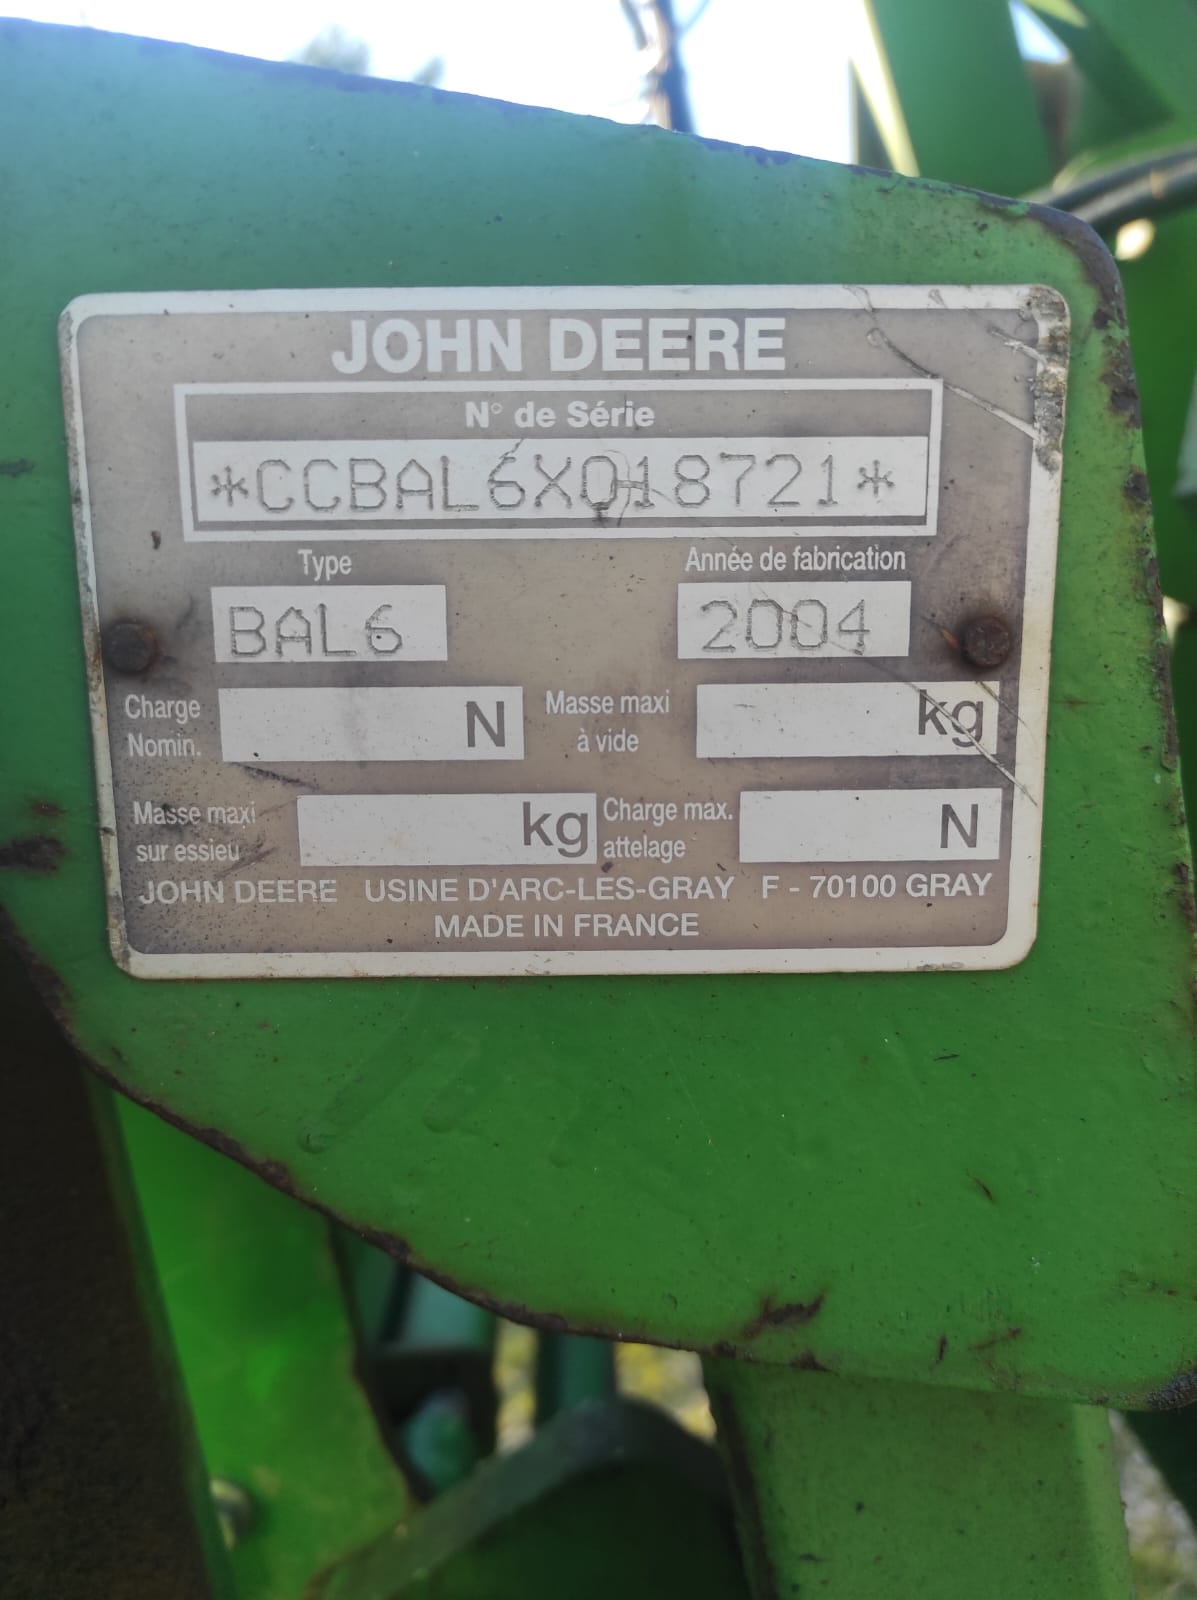 JOHN DEERE
N° de Série
*CCBAL6X018721*
Type Année de fabrication
BAL6 2004
Charge Nomin. N Masse maxi à vide kg
Masse maxi sur essieu kg Charge max. attelage N
JOHN DEERE USINE D'ARC-LES-GRAY F - 70100 GRAY
MADE IN FRANCE